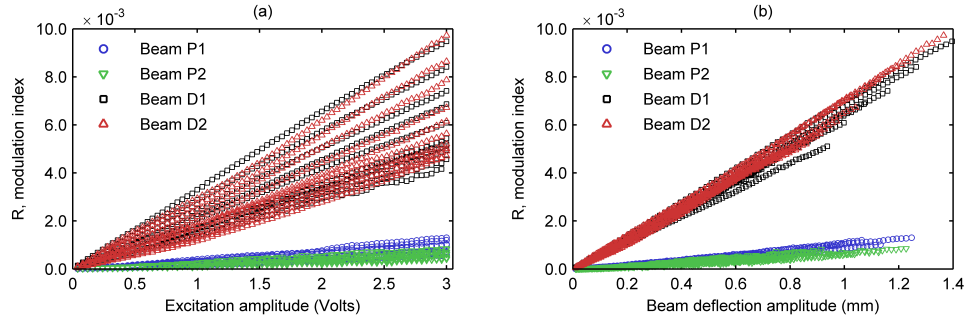 (a)
× 10⁻³
10.0
8.0
6.0
4.0
2.0
0.0
R, modulation index
Beam P1
Beam P2
Beam D1
Beam D2
0 0.5 1 1.5 2 2.5 3
Excitation amplitude (Volts)
(b)
× 10⁻³
10.0
8.0
6.0
4.0
2.0
0.0
R, modulation index
Beam P1
Beam P2
Beam D1
Beam D2
0 0.2 0.4 0.6 0.8 1 1.2 1.4
Beam deflection amplitude (mm)